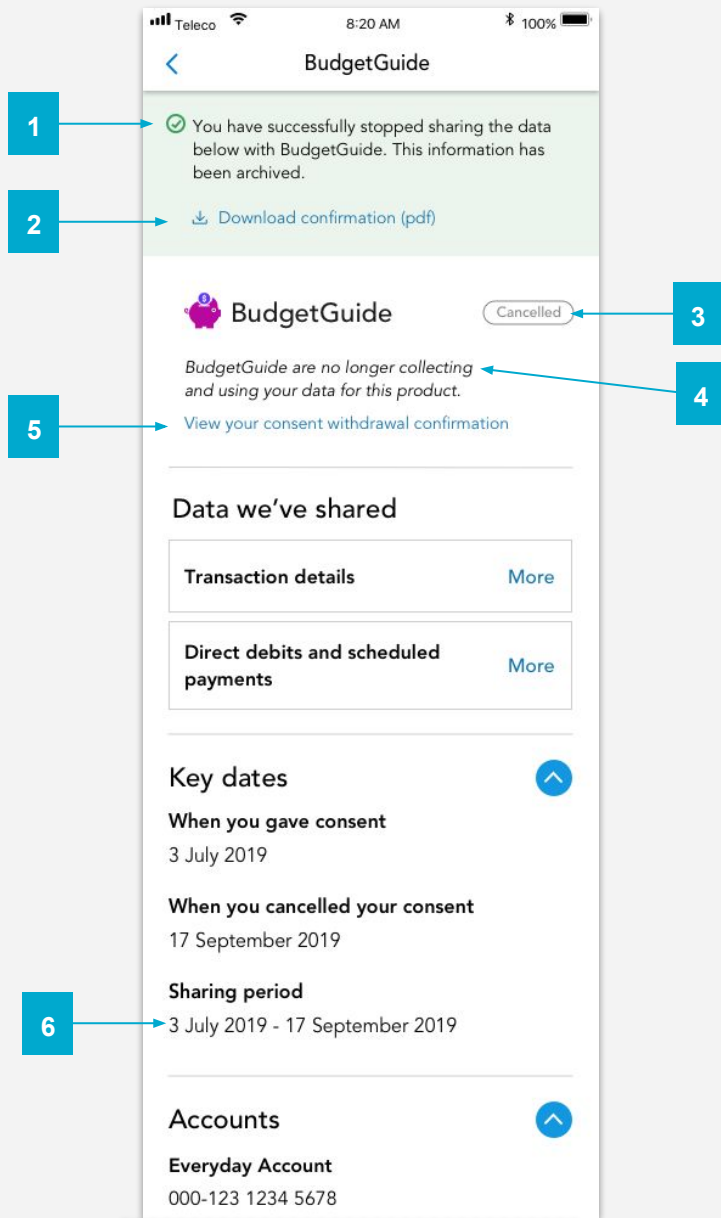 Teleco 8:20 AM 100%
BudgetGuide
1
You have successfully stopped sharing the data
below with BudgetGuide. This information has
been archived.
2
Download confirmation (pdf)
BudgetGuide Cancelled
3
BudgetGuide are no longer collecting
and using your data for this product.
4
5
View your consent withdrawal confirmation
Data we've shared
Transaction details More
Direct debits and scheduled
payments
More
Key dates
When you gave consent
3 July 2019
When you cancelled your consent
17 September 2019
Sharing period
6
3 July 2019 - 17 September 2019
Accounts
Everyday Account
000-123 1234 5678